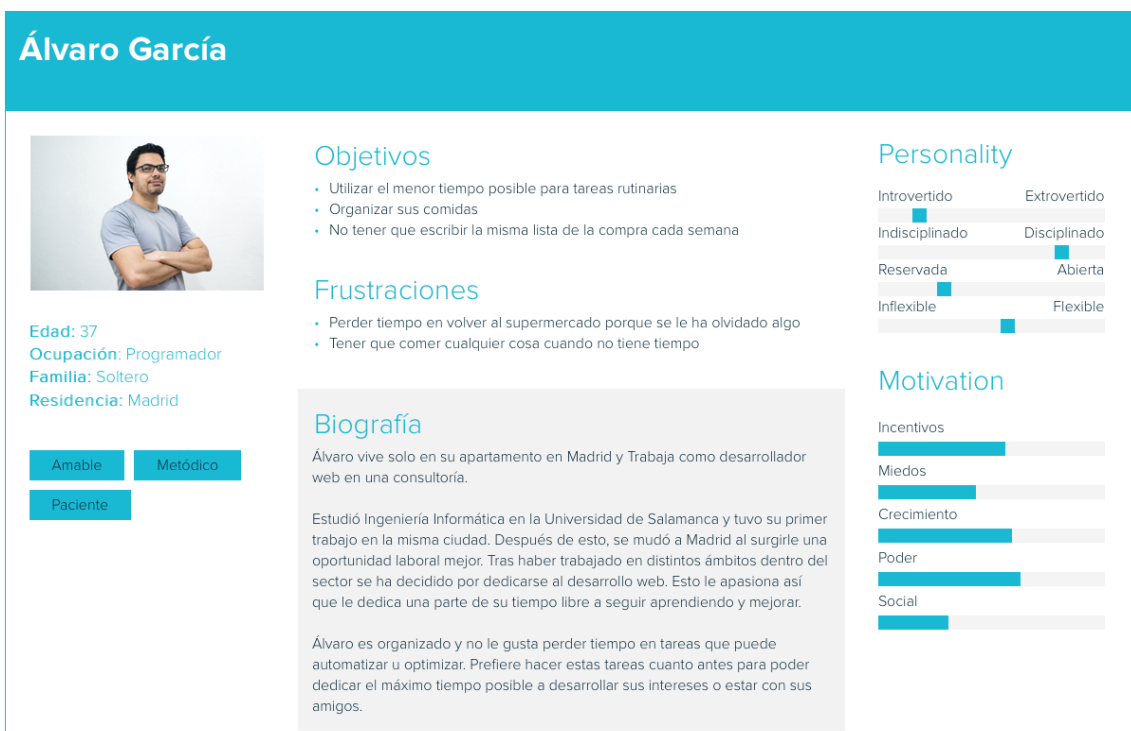 Álvaro García
Edad: 37
Ocupación: Programador
Familia: Soltero
Residencia: Madrid
Amable
Metódico
Paciente
Objetivos
• Utilizar el menor tiempo posible para tareas rutinarias
• Organizar sus comidas
• No tener que escribir la misma lista de la compra cada semana
Frustraciones
• Perder tiempo en volver al supermercado porque se le ha olvidado algo
• Tener que comer cualquier cosa cuando no tiene tiempo
Biografía
Álvaro vive solo en su apartamento en Madrid y Trabaja como desarrollador
web en una consultoría.
Estudió Ingeniería Informática en la Universidad de Salamanca y tuvo su primer
trabajo en la misma ciudad. Después de esto, se mudó a Madrid al surgirle una
oportunidad laboral mejor. Tras haber trabajado en distintos ámbitos dentro del
sector se ha decidido por dedicarse al desarrollo web. Esto le apasiona así
que le dedica una parte de su tiempo libre a seguir aprendiendo y mejorar.
Álvaro es organizado y no le gusta perder tiempo en tareas que puede
automatizar u optimizar. Prefiere hacer estas tareas cuanto antes para poder
dedicar el máximo tiempo posible a desarrollar sus intereses o estar con sus
amigos.
Personality
Introvertido Extrovertido
Indisciplinado Disciplinado
Reservada Abierta
Inflexible Flexible
Motivation
Incentivos
Miedos
Crecimiento
Poder
Social